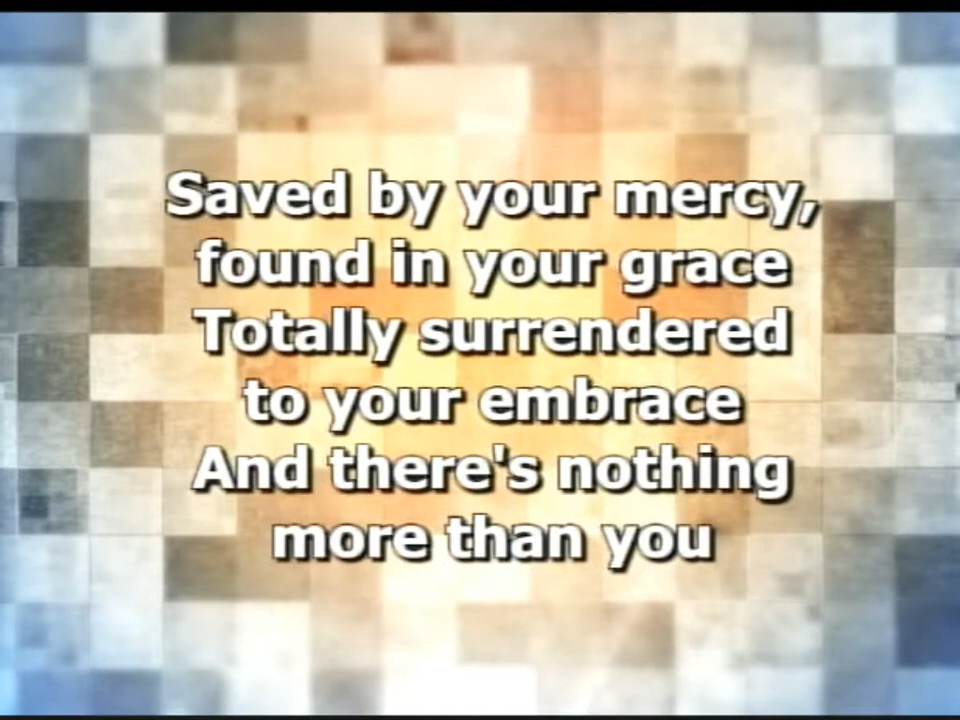 Saved by your mercy,
found in your grace
Totally surrendered
to your embrace
And there's nothing
more than you